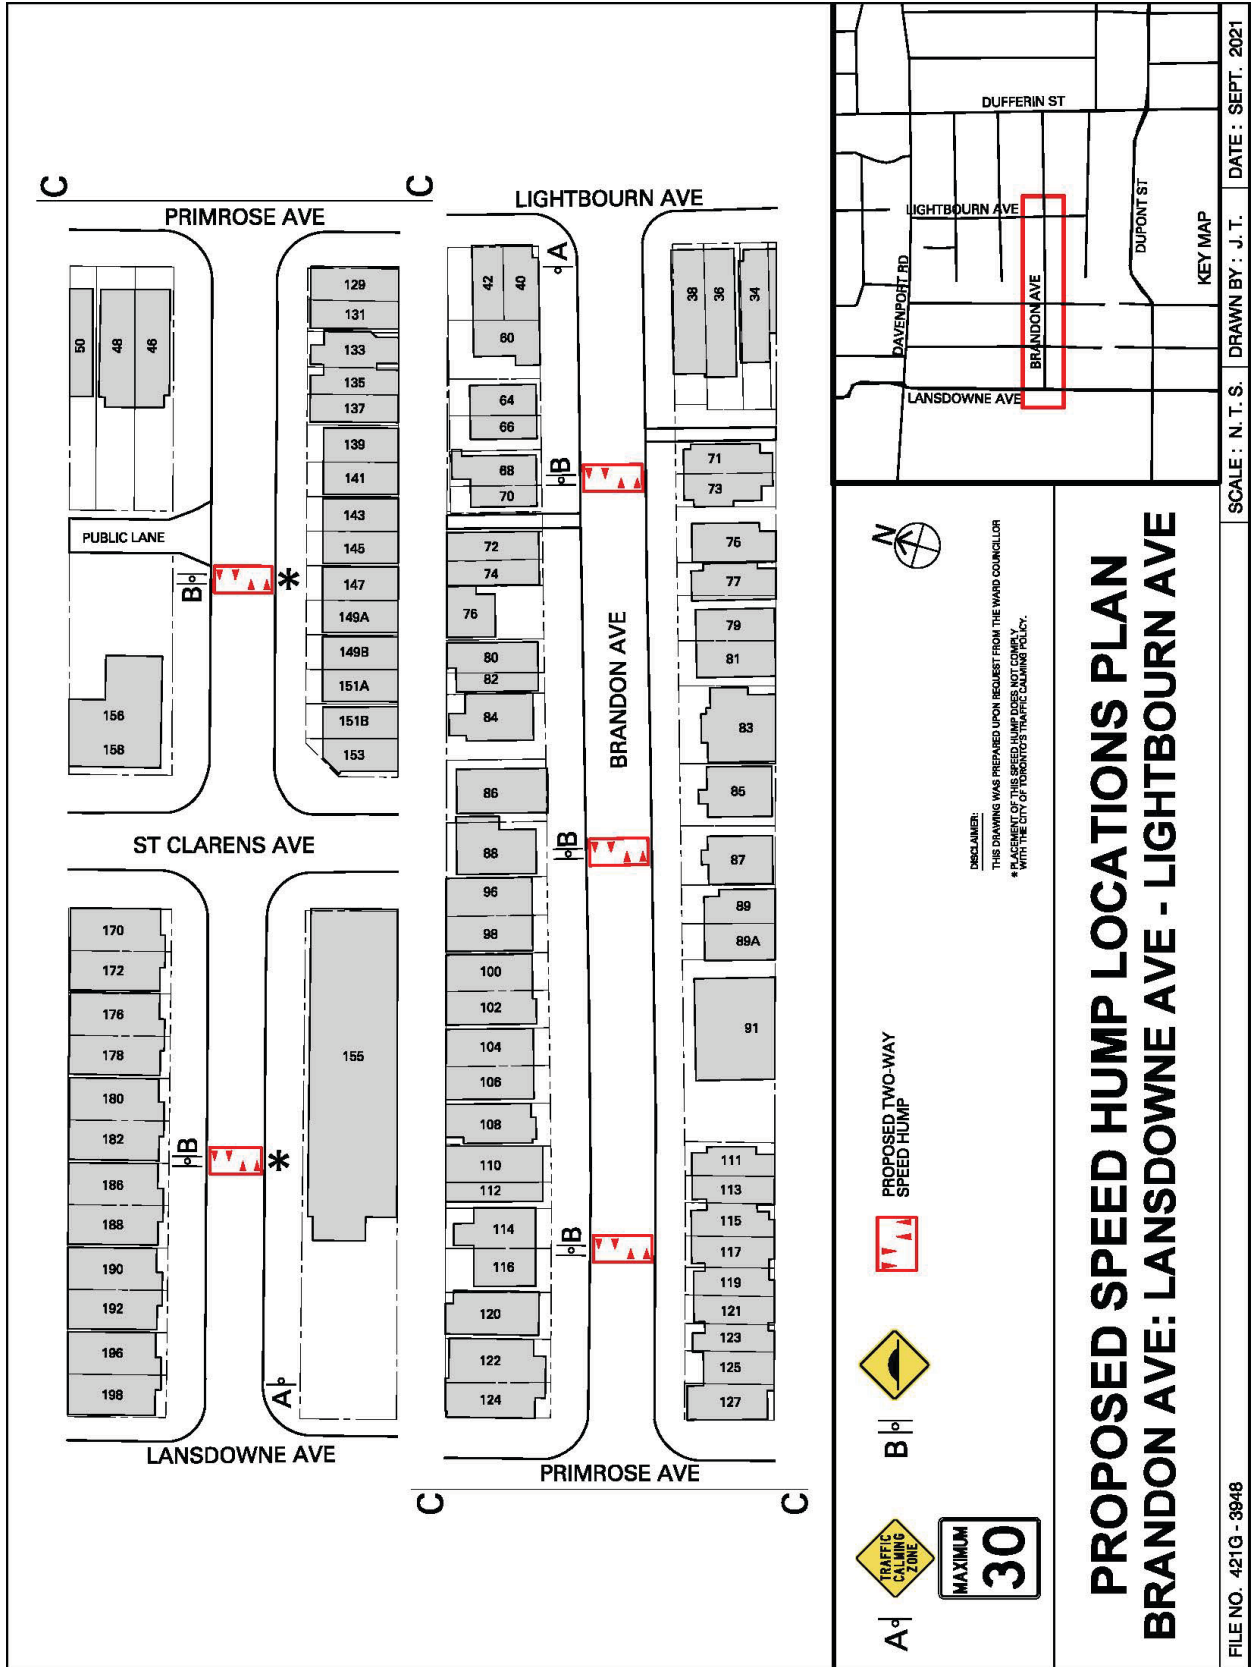 C
PRIMROSE AVE
50
48
46
129
131
133
135
137
139
141
143
145
147
149A
149B
151A
151B
153
PUBLIC LANE
B
*
156
158
ST CLARENS AVE
170
172
176
178
180
182
186
188
190
192
196
198
155
B
*
A
LANSDOWNE AVE
C
LIGHTBOURN AVE
A
42
40
60
64
66
68
70
72
74
76
80
82
84
86
88
96
98
100
102
104
106
108
110
112
114
116
120
122
124
B
B
B
BRANDON AVE
38
36
34
71
73
75
77
79
81
83
85
87
89
89A
91
111
113
115
117
119
121
123
125
127
PRIMROSE AVE
C
C
A
TRAFFIC
CALMING
ZONE
MAXIMUM
30
B
PROPOSED TWO-WAY
SPEED HUMP
DISCLAIMER:
THIS DRAWING WAS PREPARED UPON REQUEST FROM THE WARD COUNCILLOR
* PLACEMENT OF THIS SPEED HUMP DOES NOT COMPLY
WITH THE CITY OF TORONTO'S TRAFFIC CALMING POLICY.
N
DUFFERIN ST
LIGHTBOURN AVE
DAVENPORT RD
BRANDON AVE
LANSDOWNE AVE
DUPONT ST
KEY MAP
PROPOSED SPEED HUMP LOCATIONS PLAN
BRANDON AVE: LANSDOWNE AVE - LIGHTBOURN AVE
FILE NO. 421G - 3948
SCALE : N. T. S.
DRAWN BY : J. T.
DATE : SEPT. 2021